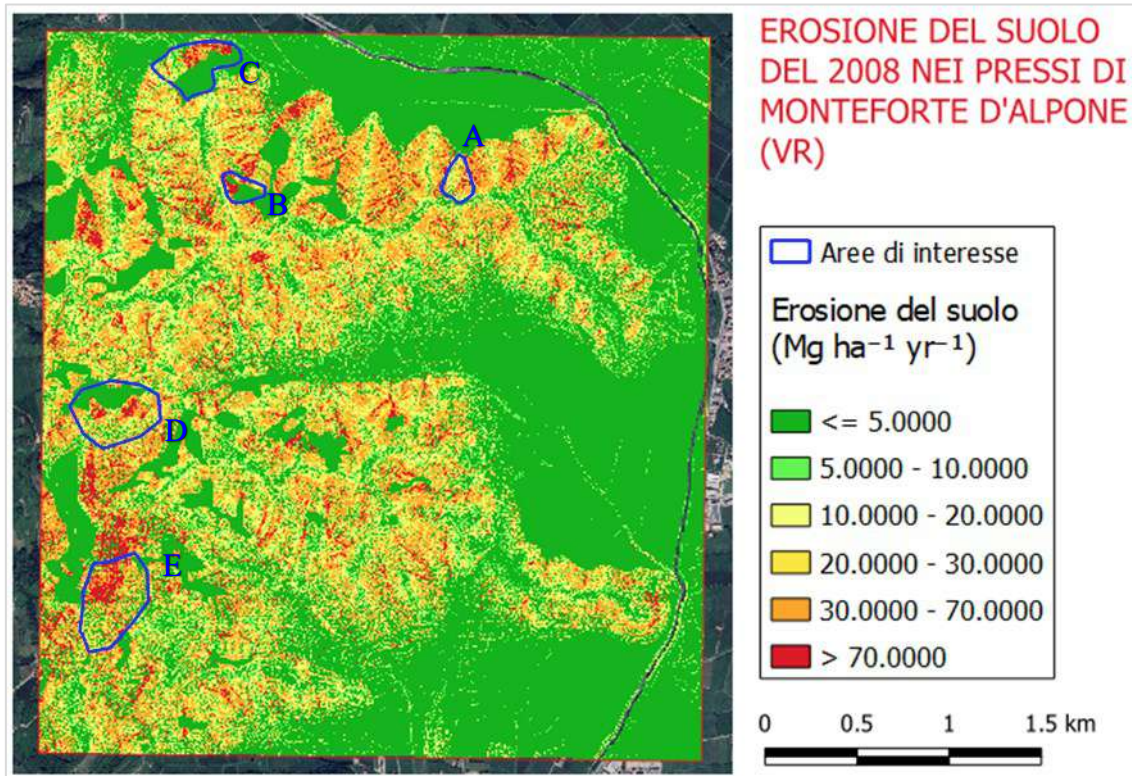 EROSIONE DEL SUOLO
DEL 2008 NEI PRESSI DI
MONTEFORTE D'ALPONE
(VR)
C
A
B
D
E
Aree di interesse
Erosione del suolo
(Mg ha⁻¹ yr⁻¹)
<= 5.0000
5.0000 - 10.0000
10.0000 - 20.0000
20.0000 - 30.0000
30.0000 - 70.0000
> 70.0000
0 0.5 1 1.5 km